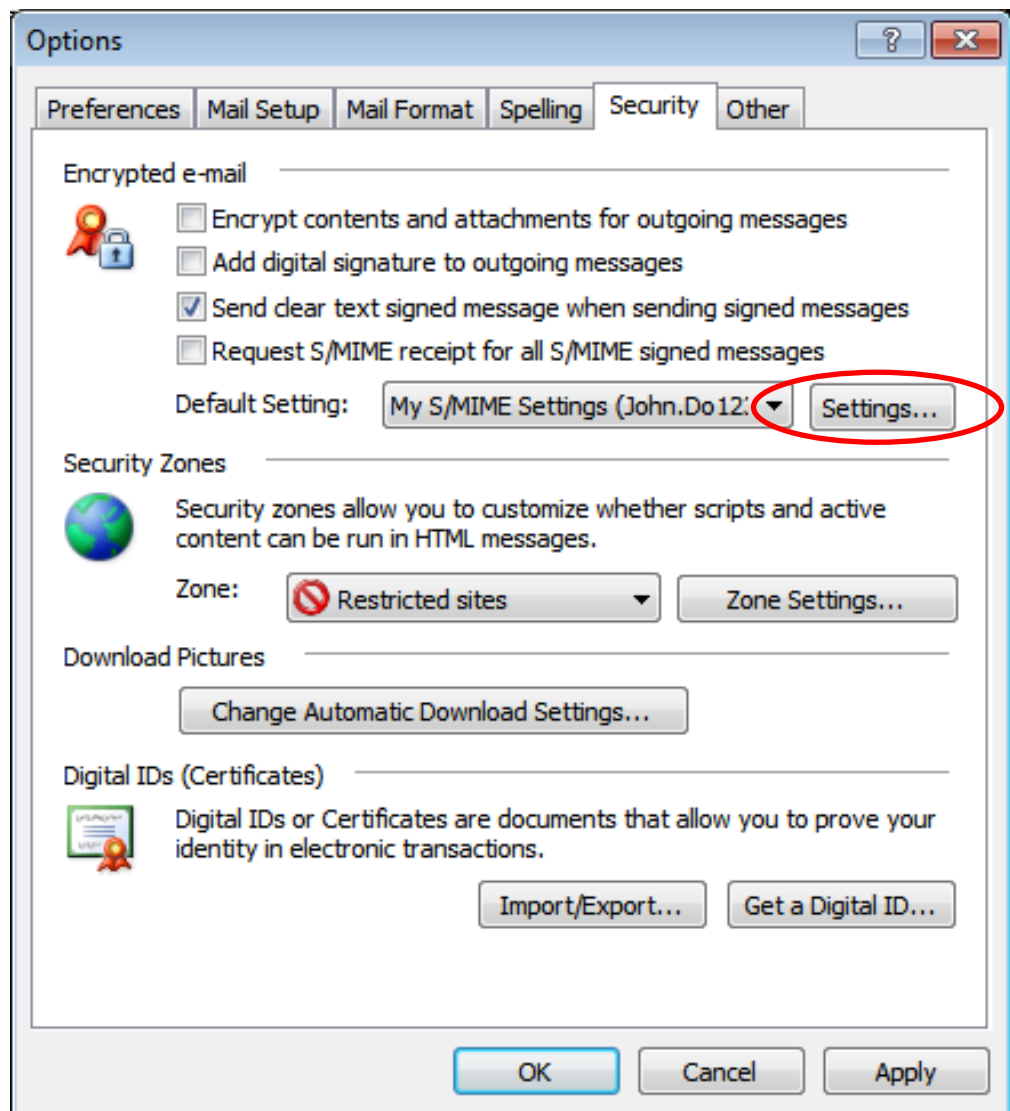 Options
Preferences Mail Setup Mail Format Spelling Security Other
Encrypted e-mail
Encrypt contents and attachments for outgoing messages
Add digital signature to outgoing messages
Send clear text signed message when sending signed messages
Request S/MIME receipt for all S/MIME signed messages
Default Setting: My S/MIME Settings (John.Do12 Settings...
Security Zones
Security zones allow you to customize whether scripts and active
content can be run in HTML messages.
Zone: Restricted sites Zone Settings...
Download Pictures
Change Automatic Download Settings...
Digital IDs (Certificates)
Digital IDs or Certificates are documents that allow you to prove your
identity in electronic transactions.
Import/Export... Get a Digital ID...
OK Cancel Apply